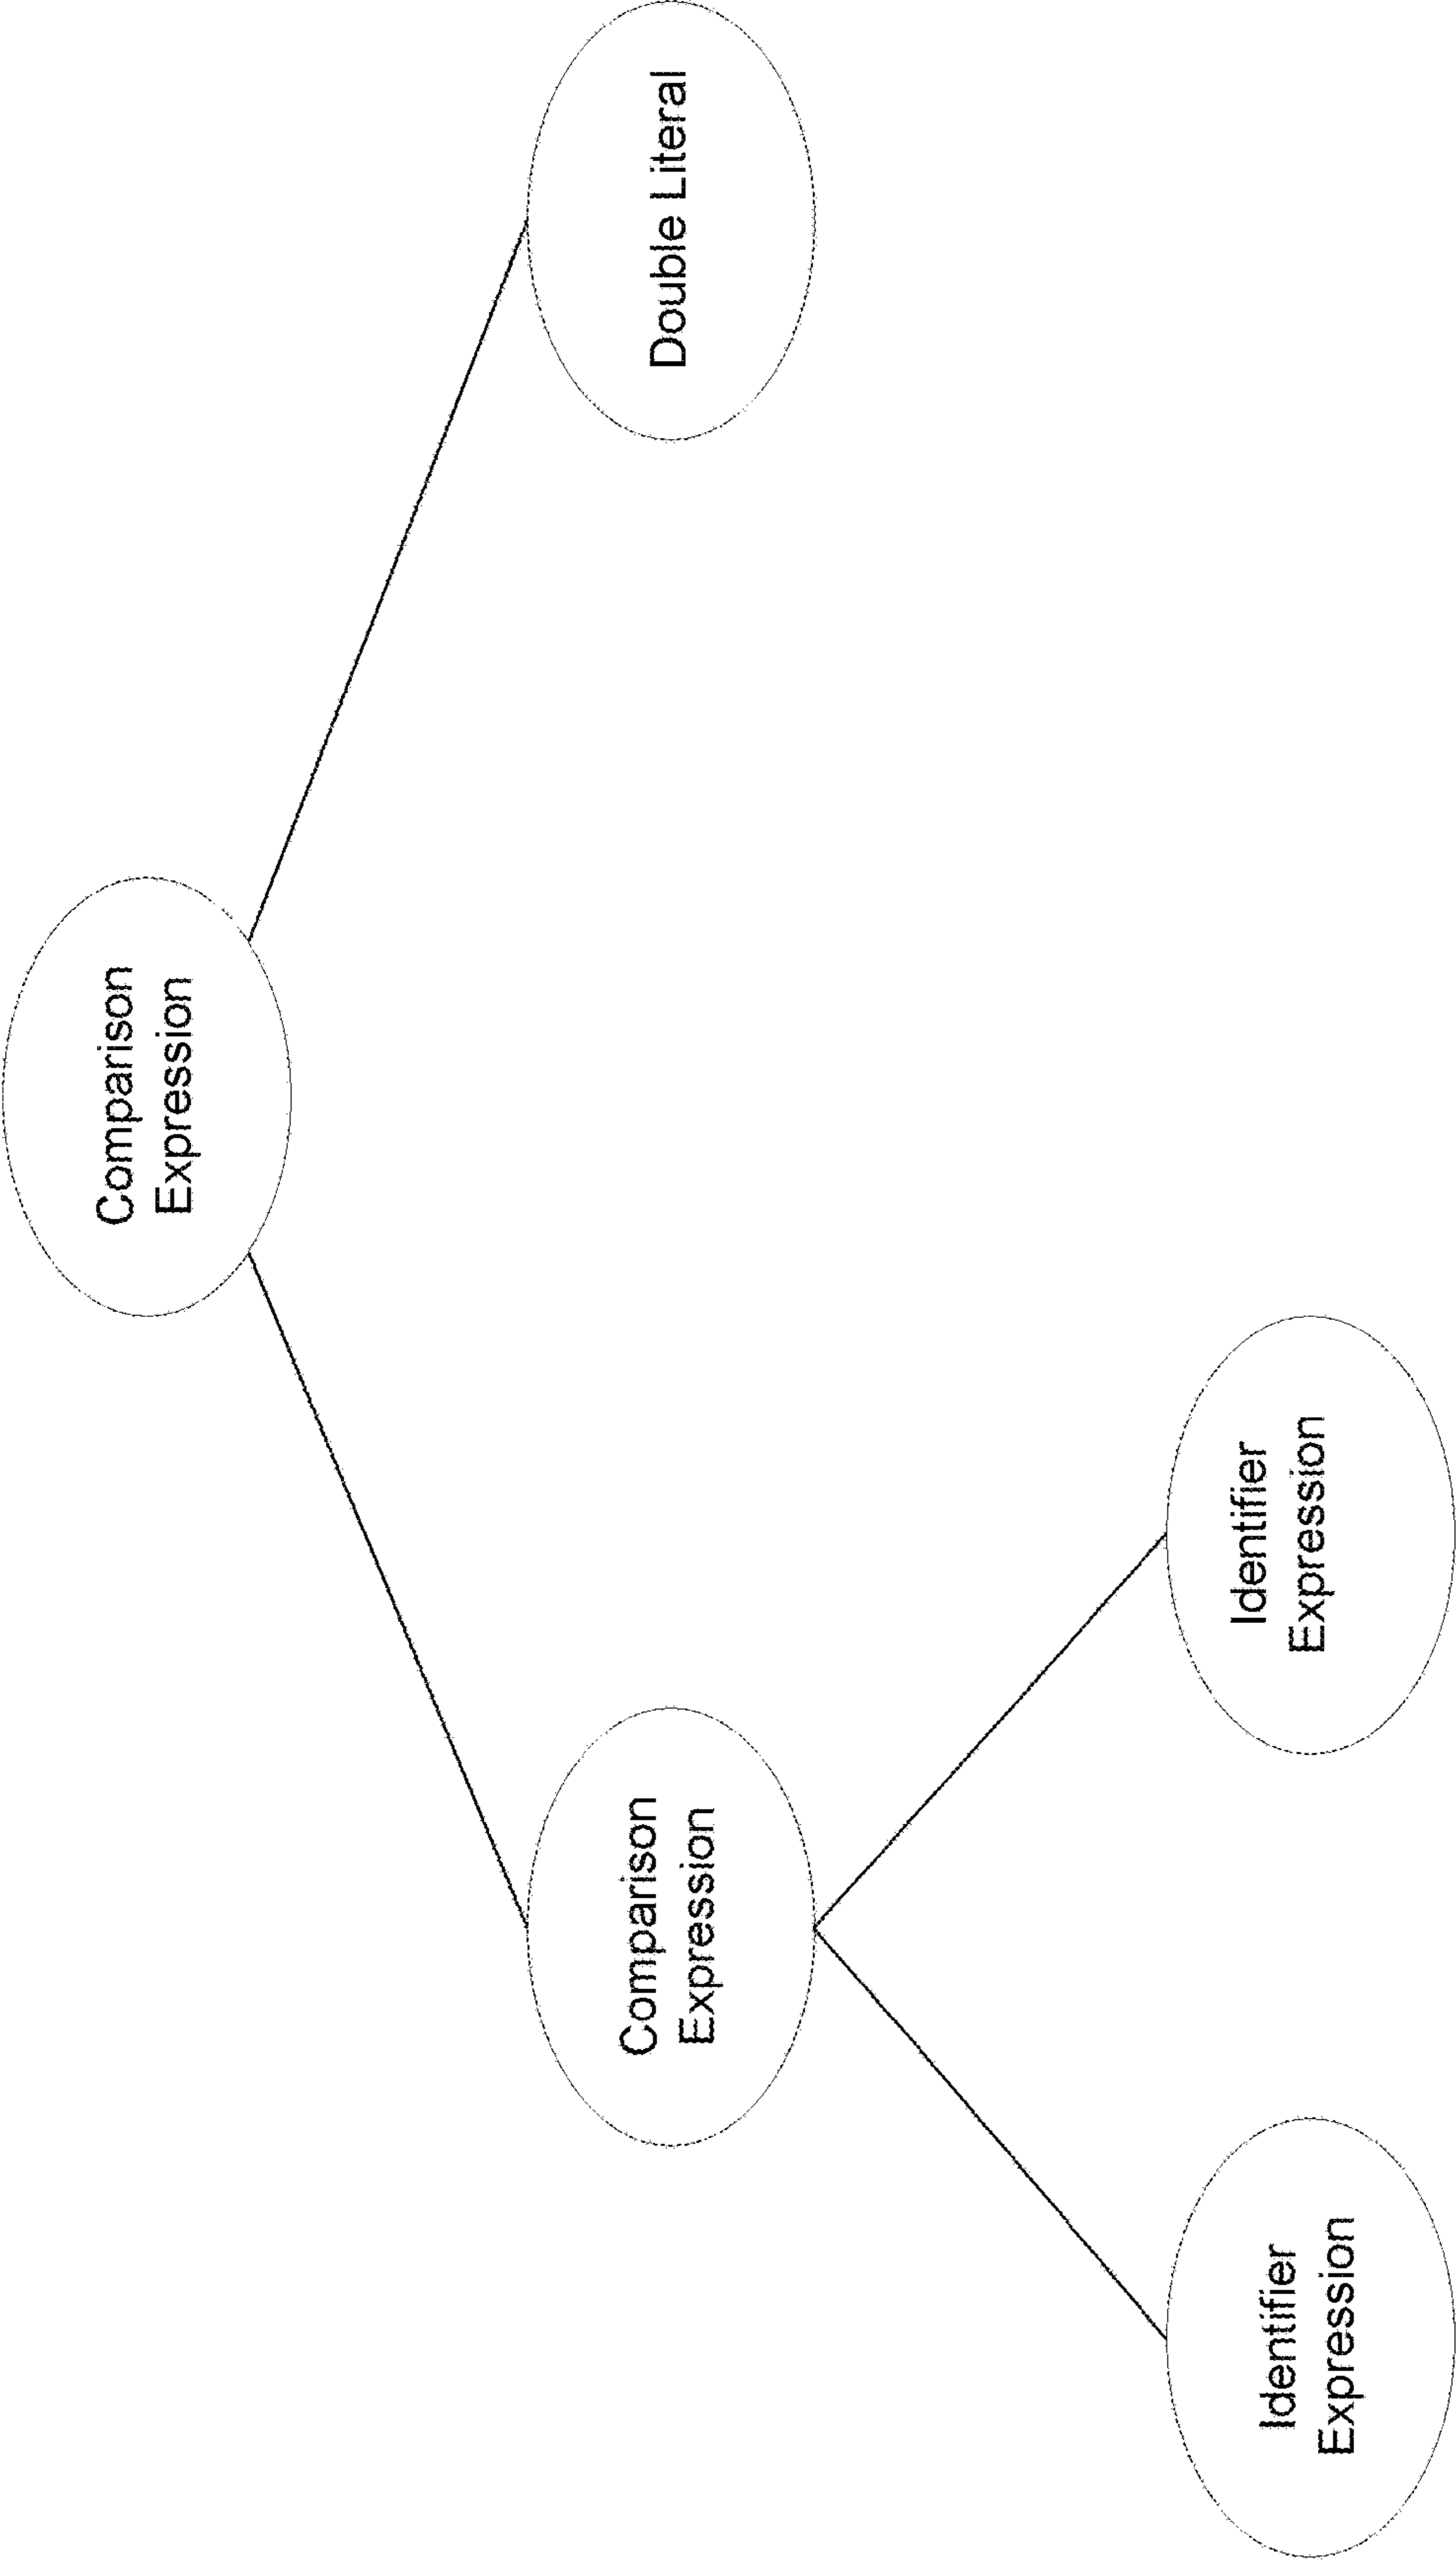 Comparison
Expression
Comparison
Expression
Double Literal
Identifier
Expression
Identifier
Expression